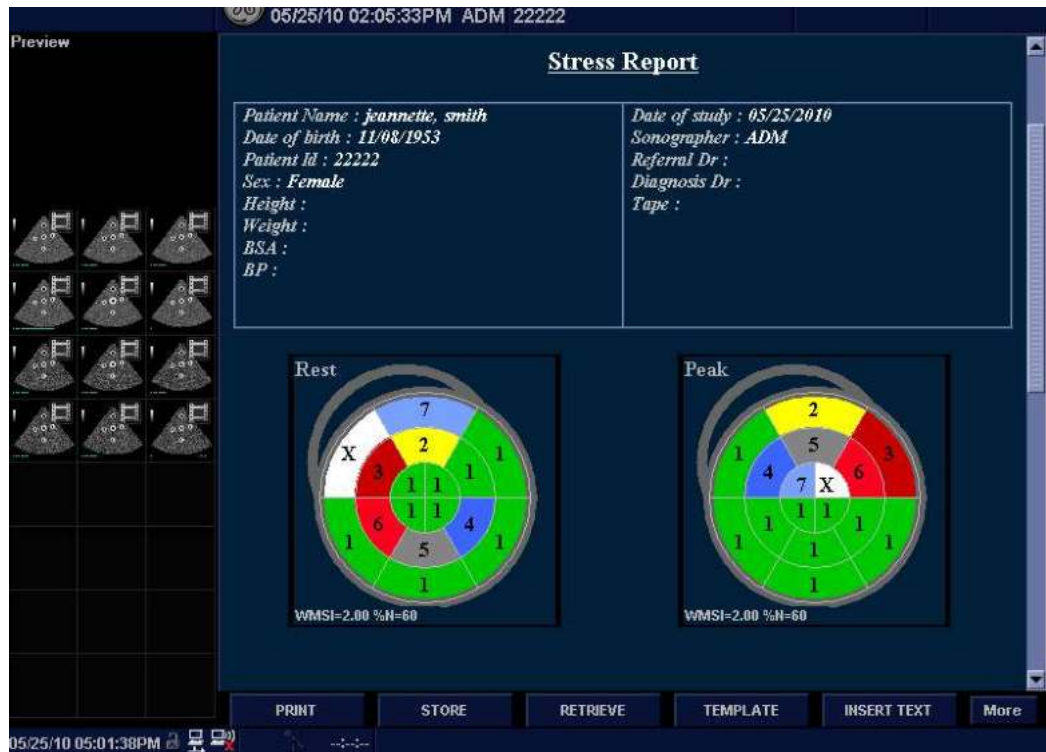 05/25/10 02:05:33PM ADM 22222
Preview
Stress Report
Patient Name : jeannette, smith
Date of birth : 11/08/1953
Patient Id : 22222
Sex : Female
Height :
Weight :
BSA :
BP :
Date of study : 05/25/2010
Sonographer : ADM
Referral Dr :
Diagnosis Dr :
Tape :
Rest
7
X 2 1
3 1 1 1
6 1 1 4
1 5 1
1
WMSI=2.00 %N=60
Peak
2
1 5 3
4 7 X 6
1 1 1 1
1 1 1
1
WMSI=2.00 %N=60
PRINT
STORE
RETRIEVE
TEMPLATE
INSERT TEXT
More
05/25/10 05:01:38PM
--:--:--